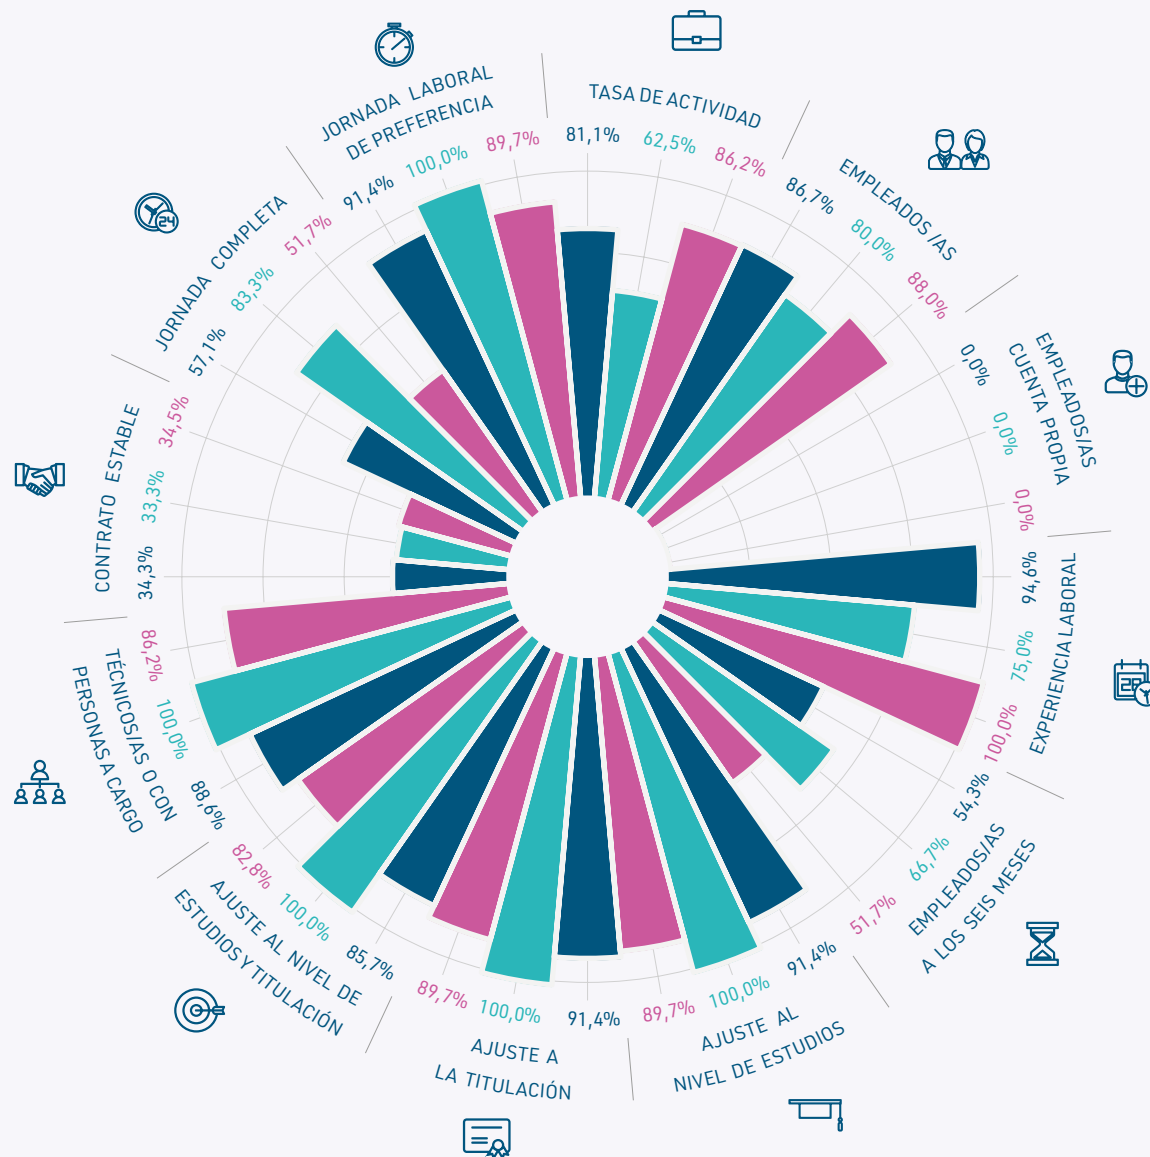 TASA DE ACTIVIDAD
81,1%
62,5%
86,2%
EMPLEADOS /AS
86,7%
80,0%
88,0%
EMPLEADOS/AS
CUENTA PROPIA
0,0%
0,0%
0,0%
EXPERIENCIA LABORAL
94,6%
75,0%
100,0%
EMPLEADOS/AS
A LOS SEIS MESES
54,3%
66,7%
51,7%
AJUSTE AL
NIVEL DE ESTUDIOS
91,4%
100,0%
89,7%
AJUSTE A
LA TITULACIÓN
91,4%
100,0%
89,7%
AJUSTE AL NIVEL DE
ESTUDIOS Y TITULACIÓN
85,7%
100,0%
82,8%
TÉCNICOS/AS O CON
PERSONAS A CARGO
88,6%
100,0%
86,2%
CONTRATO ESTABLE
34,3%
33,3%
34,5%
JORNADA COMPLETA
57,1%
83,3%
51,7%
JORNADA LABORAL
DE PREFERENCIA
91,4%
100,0%
89,7%
24
28